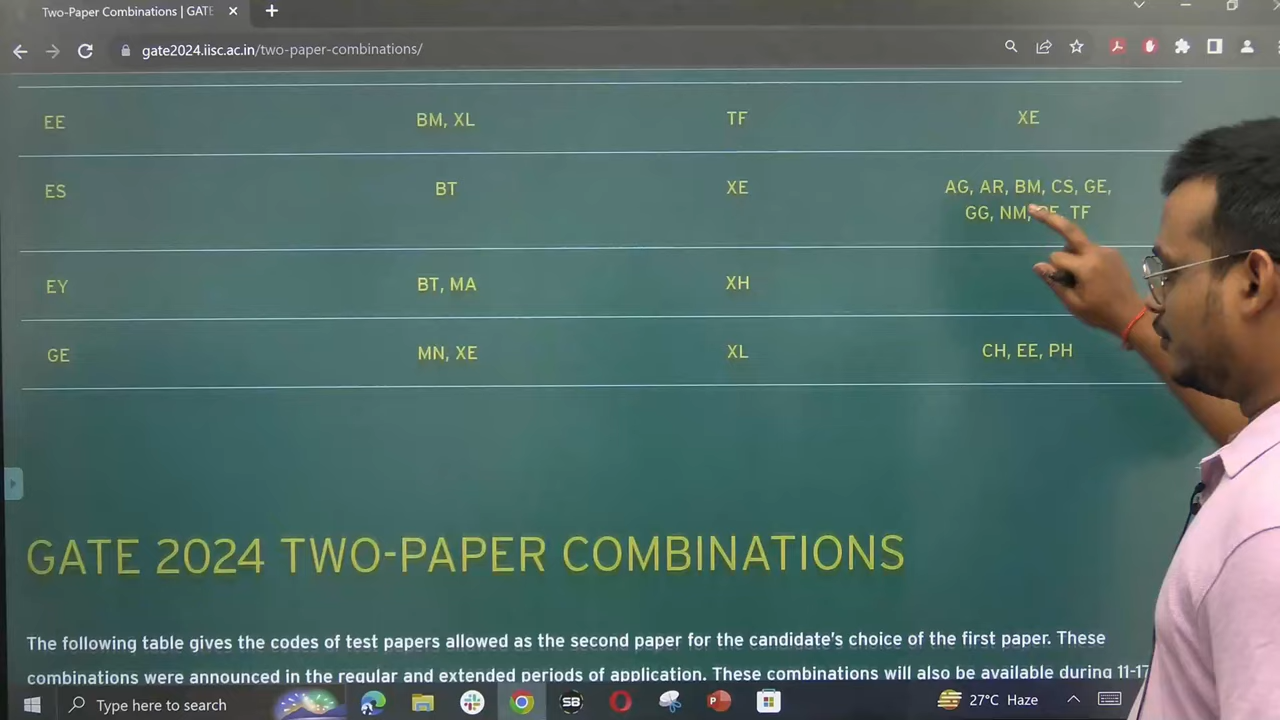 Two-Paper Combinations | GATE
gate2024.iisc.ac.in/two-paper-combinations/
EE BM, XL TF XE
ES BT XE AG, AR, BM, CS, GE,
GG, NM, TF
EY BT, MA XH
GE MN, XE XL CH, EE, PH
GATE 2024 TWO-PAPER COMBINATIONS
The following table gives the codes of test papers allowed as the second paper for the candidate's choice of the first paper. These
combinations were announced in the regular and extended periods of application. These combinations will also be available during 11-17
Type here to search
SB
27°C Haze